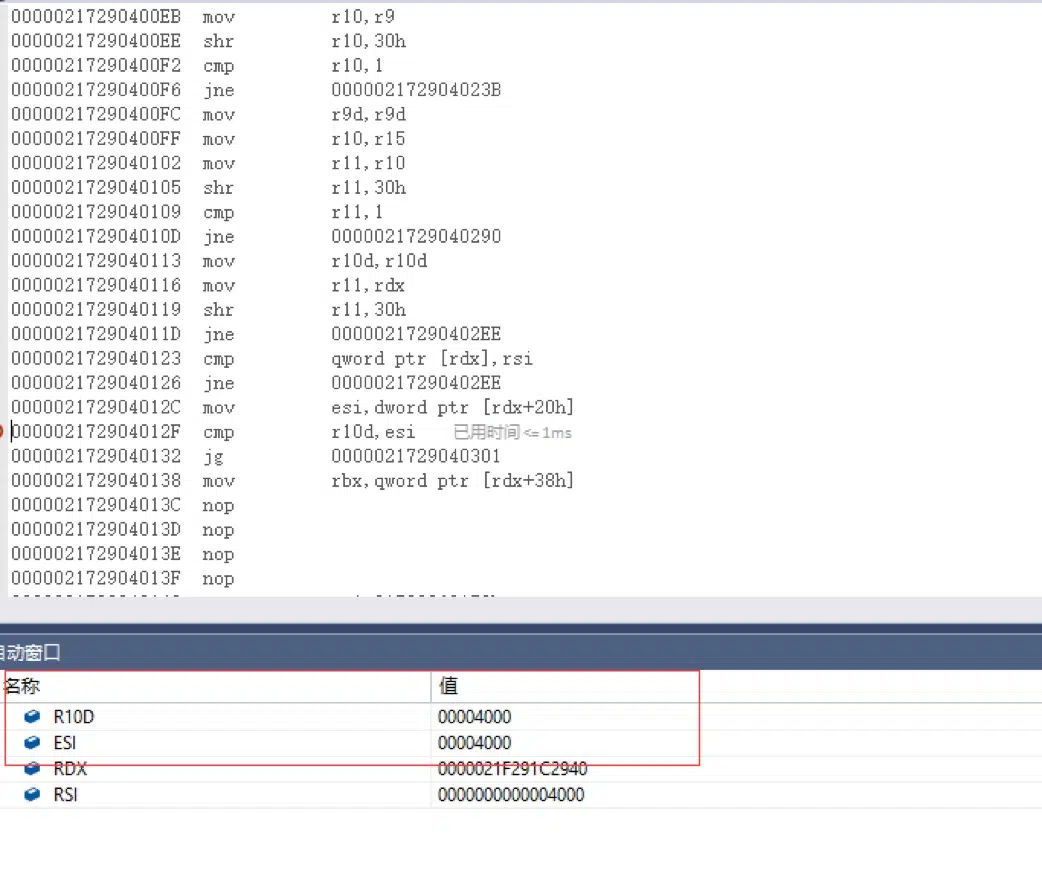 00000217290400EB mov r10,r9
00000217290400EE shr r10,30h
00000217290400F2 cmp r10,1
00000217290400F6 jne 000002172904023B
00000217290400FC mov r9d,r9d
00000217290400FF mov r10,r15
0000021729040102 mov r11,r10
0000021729040105 shr r11,30h
0000021729040109 cmp r11,1
000002172904010D jne 0000021729040290
0000021729040113 mov r10d,r10d
0000021729040116 mov r11,rdx
0000021729040119 shr r11,30h
000002172904011D jne 00000217290402EE
0000021729040123 cmp qword ptr [rdx],rsi
0000021729040126 jne 00000217290402EE
000002172904012C mov esi,dword ptr [rdx+20h]
000002172904012F cmp r10d,esi 已用时间<=1ms
0000021729040132 jg 0000021729040301
0000021729040138 mov rbx,qword ptr [rdx+38h]
000002172904013C nop
000002172904013D nop
000002172904013E nop
000002172904013F nop
自动窗口
名称 值
R10D 00004000
ESI 00004000
RDX 0000021F291C2940
RSI 0000000000004000